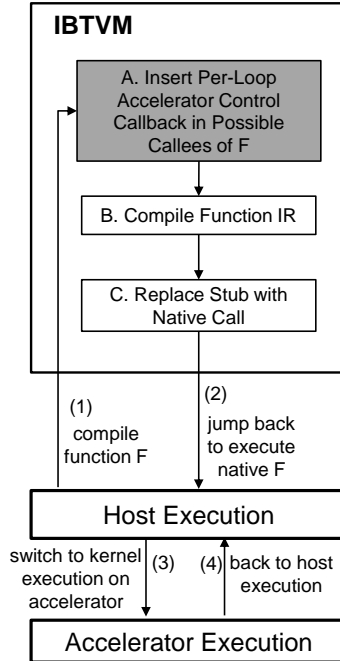 IBTVM
A. Insert Per-Loop
Accelerator Control
Callback in Possible
Callees of F
B. Compile Function IR
C. Replace Stub with
Native Call
(1)
compile
function F
(2)
jump back
to execute
native F
Host Execution
switch to kernel
execution on
accelerator
(3)
(4)
back to host
execution
Accelerator Execution